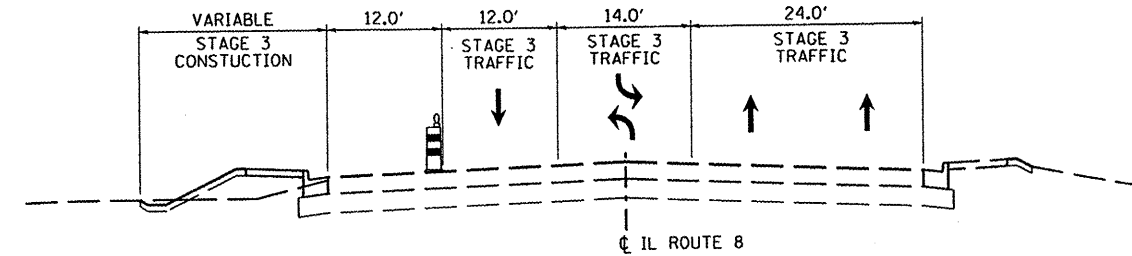 VARIABLE
12.0'
12.0'
14.0'
24.0'
STAGE 3
CONSTUCTION
STAGE 3
TRAFFIC
STAGE 3
TRAFFIC
STAGE 3
TRAFFIC
℄ IL ROUTE 8